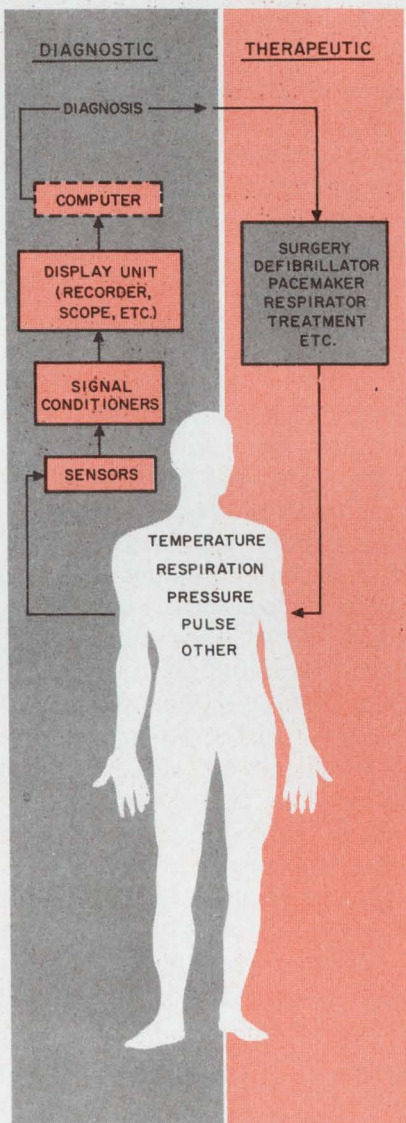 DIAGNOSTIC
THERAPEUTIC
DIAGNOSIS
COMPUTER
DISPLAY UNIT
(RECORDER,
SCOPE, ETC.)
SIGNAL
CONDITIONERS
SENSORS
SURGERY
DEFIBRILLATOR
PACEMAKER
RESPIRATOR
TREATMENT
ETC.
TEMPERATURE
RESPIRATION
PRESSURE
PULSE
OTHER